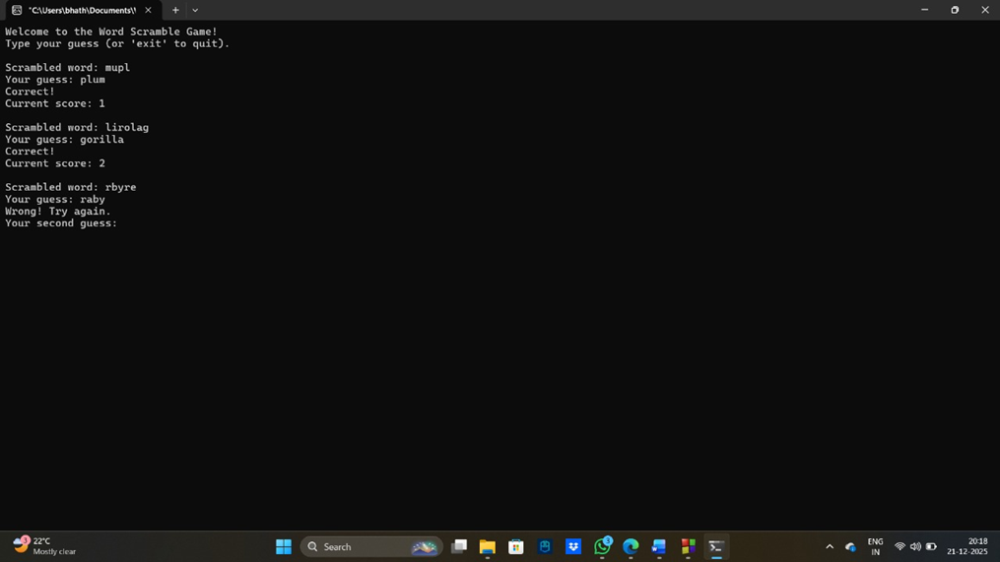 "C:\Users\bhath\Documents\\
Welcome to the Word Scramble Game!
Type your guess (or 'exit' to quit).
Scrambled word: mupl
Your guess: plum
Correct!
Current score: 1
Scrambled word: lirolag
Your guess: gorilla
Correct!
Current score: 2
Scrambled word: rbyre
Your guess: raby
Wrong! Try again.
Your second guess:
3
22°C
Mostly clear
Search
3
ENG
IN
20:18
21-12-2025